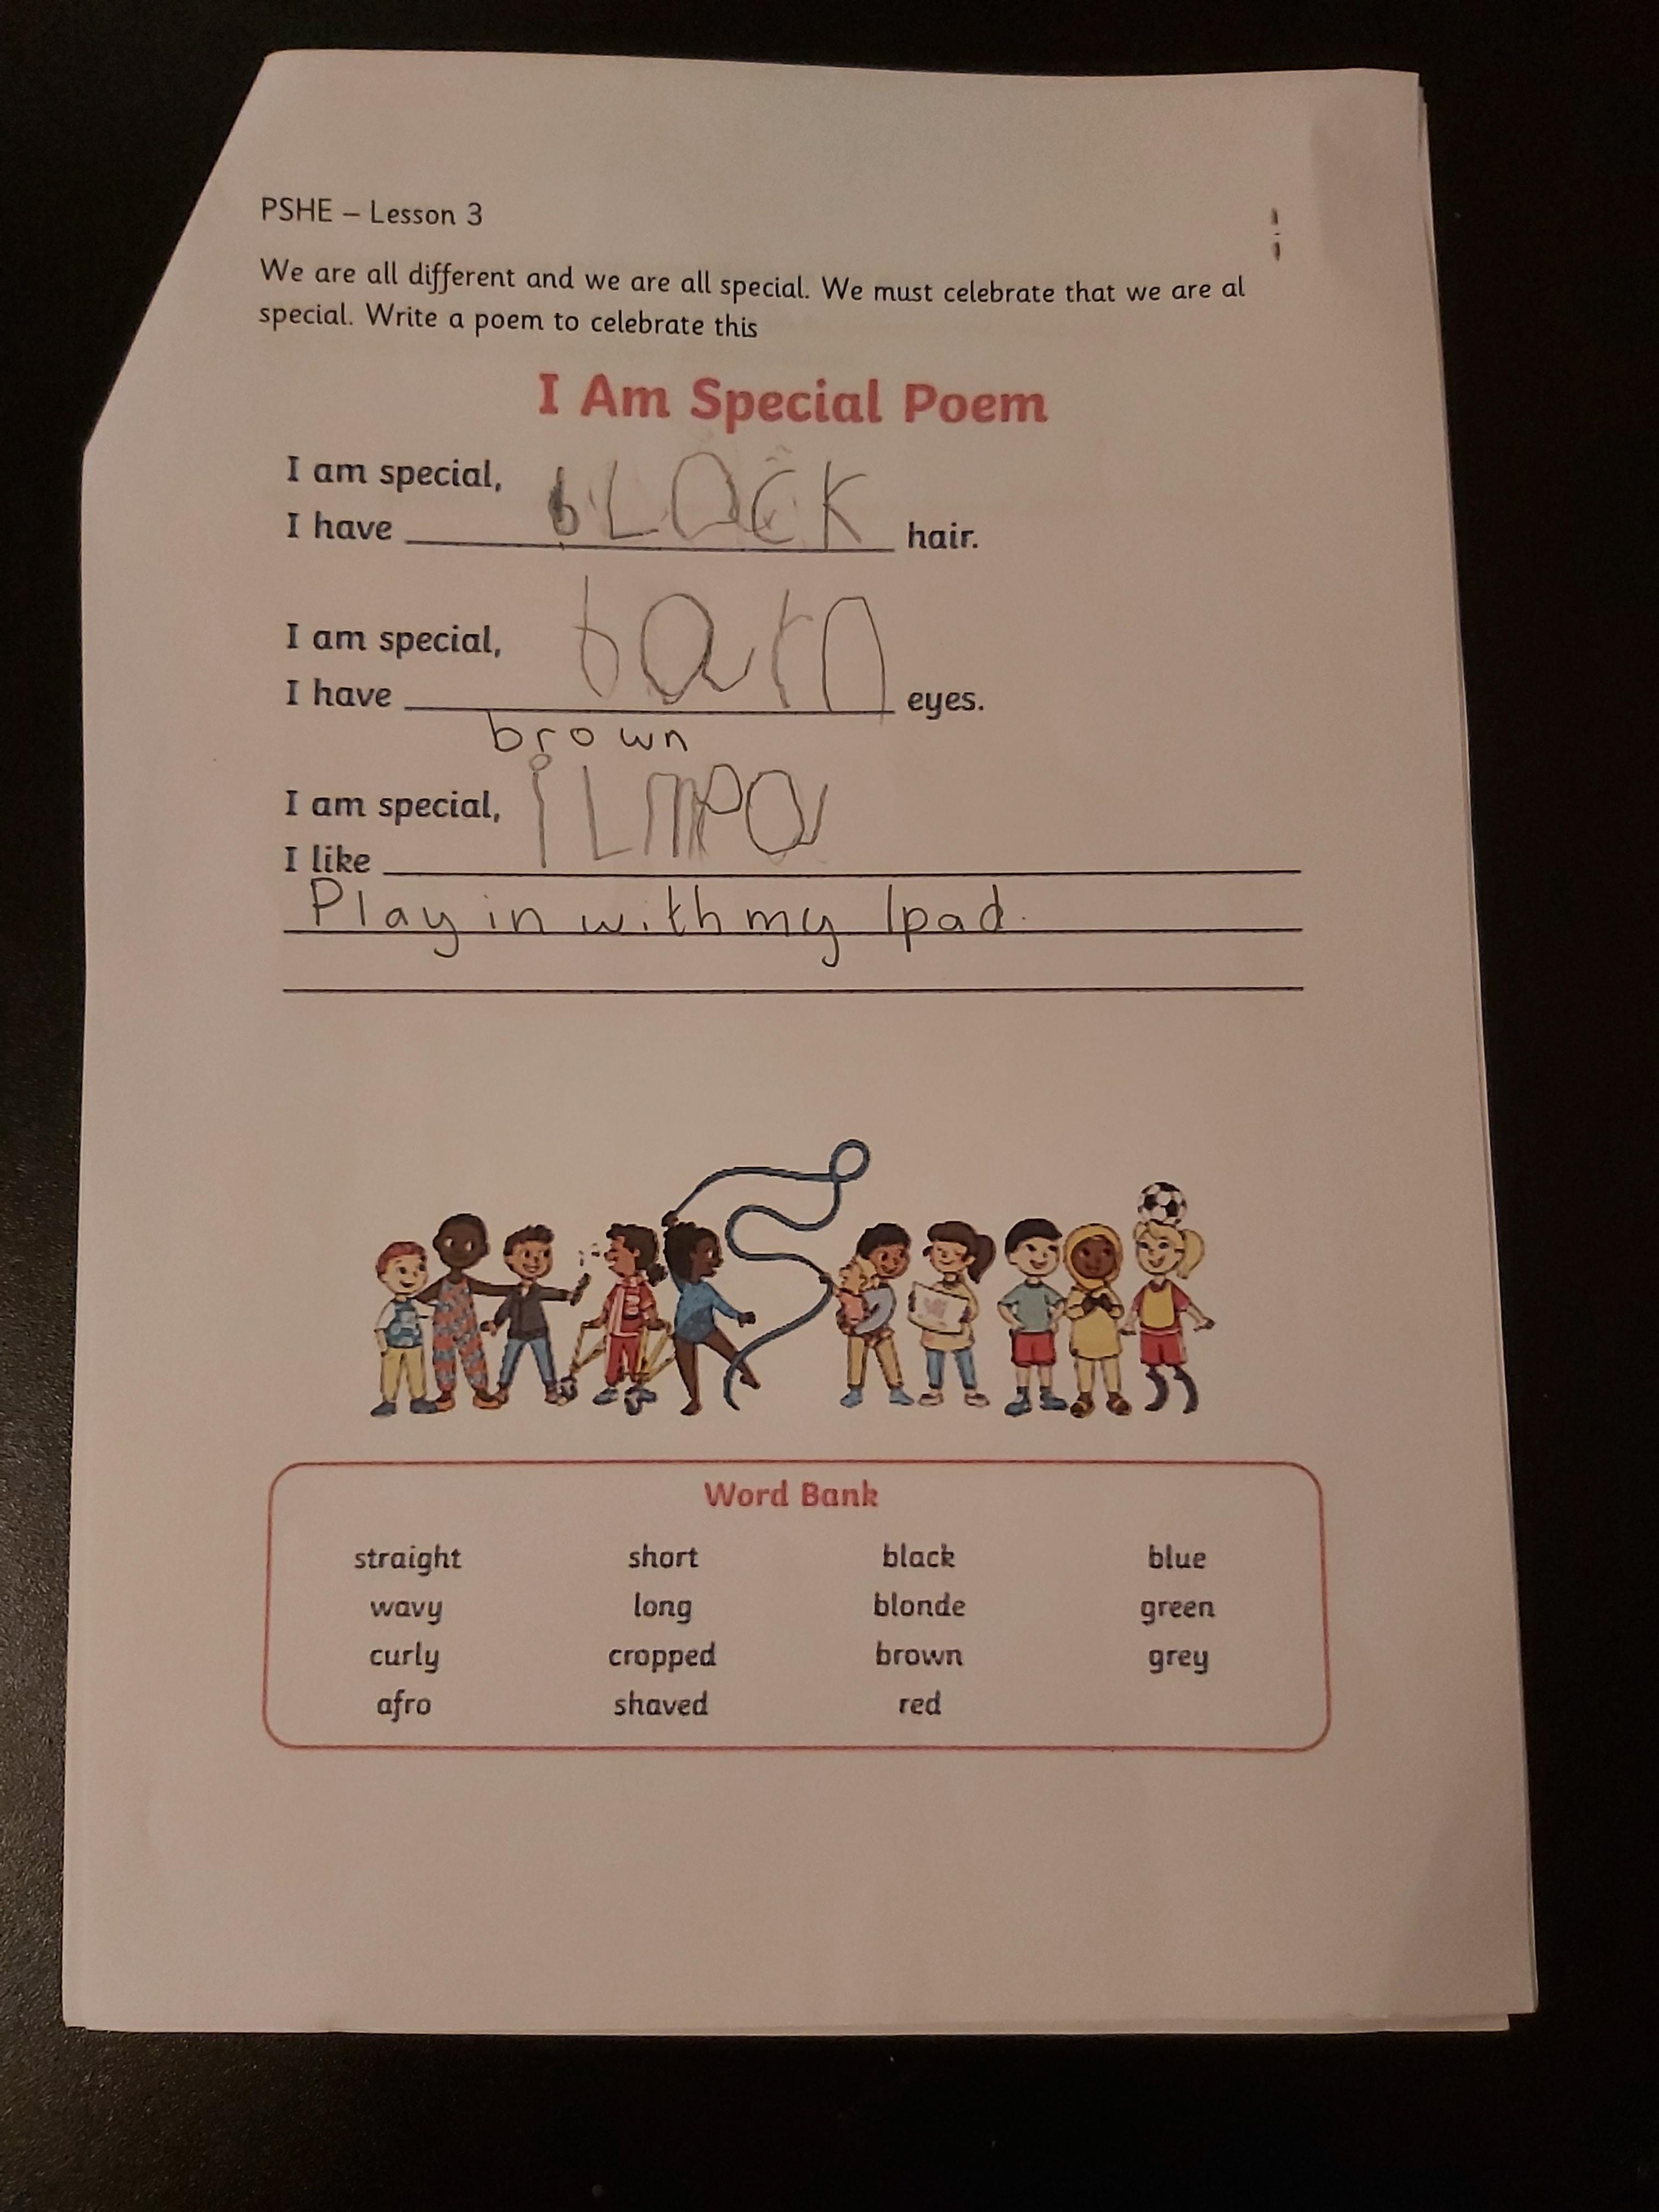 PSHE – Lesson 3
We are all different and we are all special. We must celebrate that we are al
special. Write a poem to celebrate this
I Am Special Poem
I am special,
I have bLaCK hair.
I am special,
I have barn eyes.
brown
I am special,
I like iLmPa
Play in with my Ipad.
Word Bank
straight short black blue
wavy long blonde green
curly cropped brown grey
afro shaved red